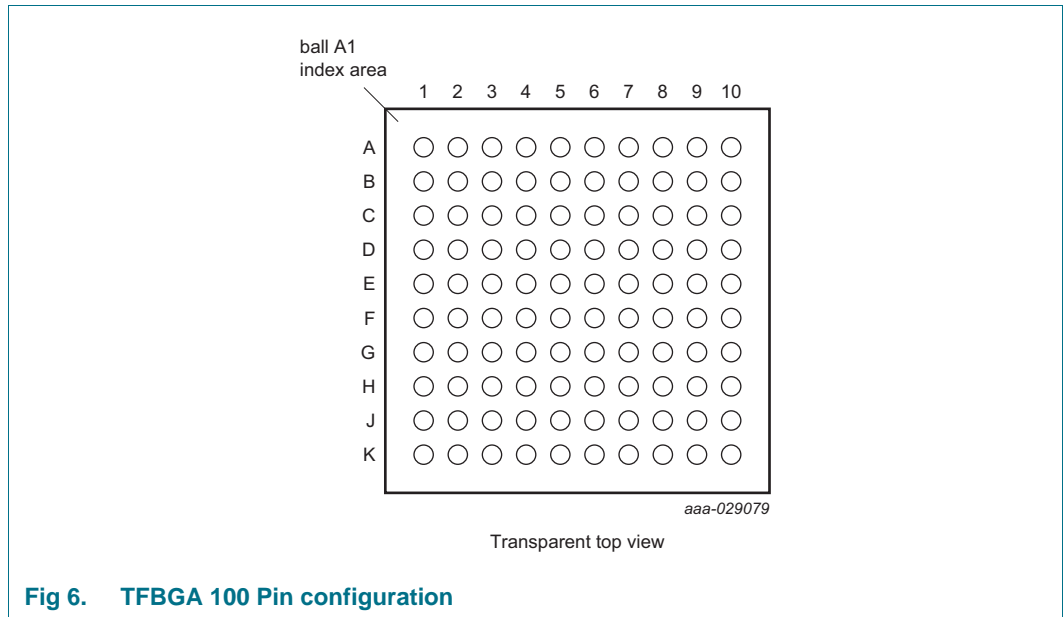 ball A1
index area
1 2 3 4 5 6 7 8 9 10
A
B
C
D
E
F
G
H
J
K
aaa-029079
Transparent top view
Fig 6. TFBGA 100 Pin configuration